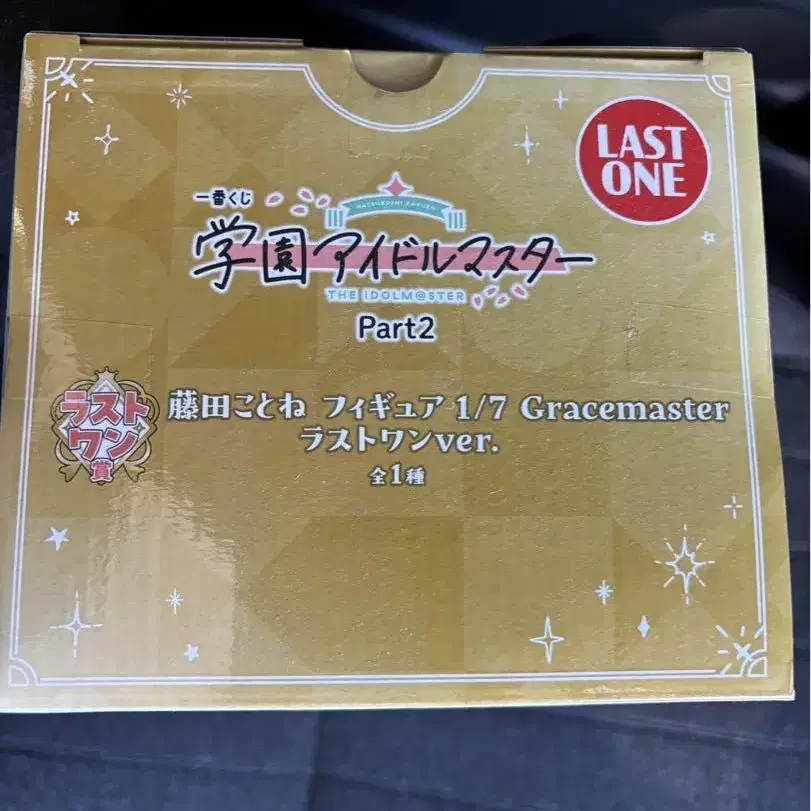 LAST
ONE
一番くじ
HATSUBOSHI GAKUEN
学園アイドルマスター
THE IDOLM@STER
Part2
ラスト
ワン
賞
藤田ことね フィギュア 1/7 Gracemaster
ラストワンver.
全1種